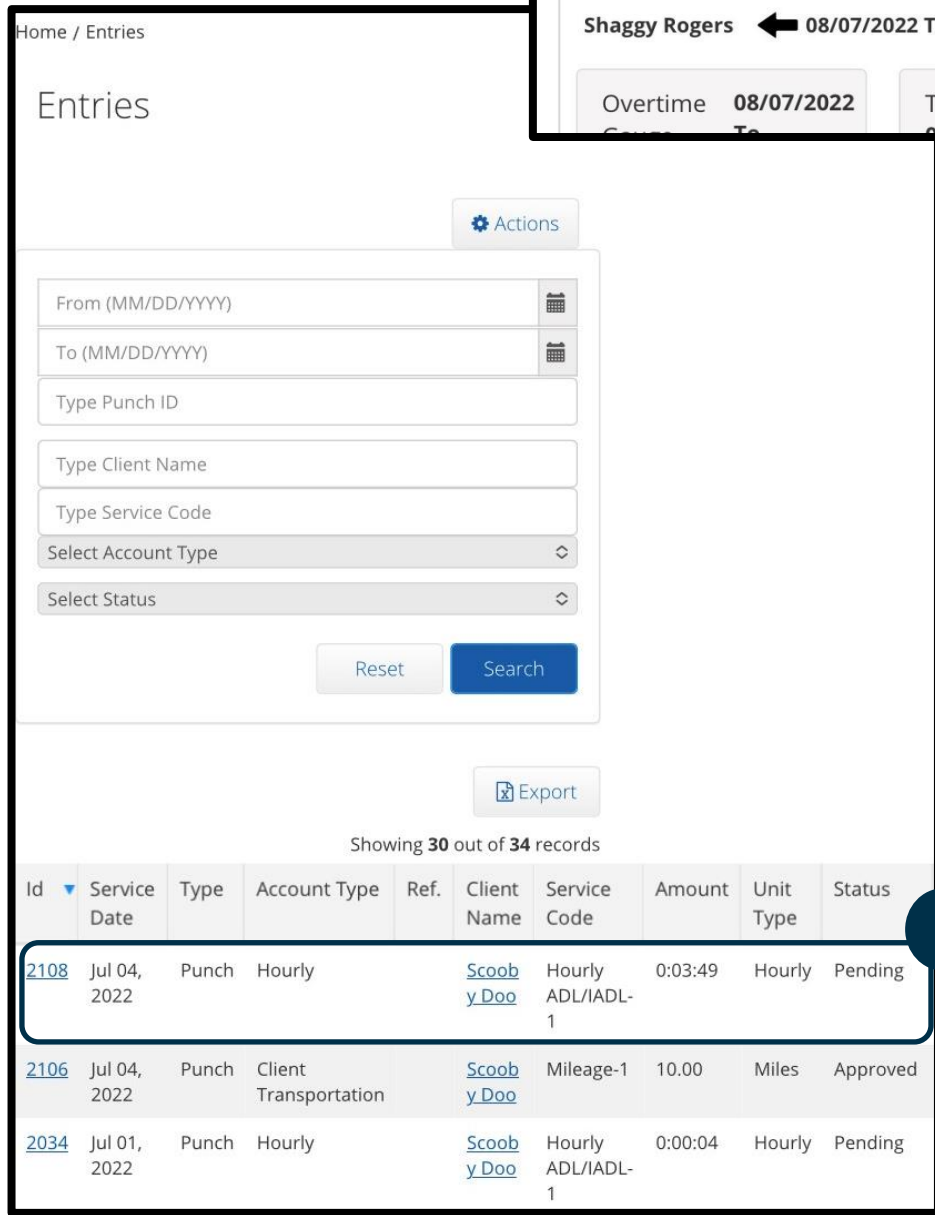 Shaggy Rogers 08/07/2022 T
Overtime 08/07/2022 T
To
Home / Entries
Entries
Actions
From (MM/DD/YYYY)
To (MM/DD/YYYY)
Type Punch ID
Type Client Name
Type Service Code
Select Account Type
Select Status
Reset Search
Export
Showing 30 out of 34 records
Id Service Date Type Account Type Ref. Client Name Service Code Amount Unit Type Status
2108 Jul 04, 2022 Punch Hourly Scooby Doo Hourly ADL/IADL-1 0:03:49 Hourly Pending
2106 Jul 04, 2022 Punch Client Transportation Scooby Doo Mileage-1 10.00 Miles Approved
2034 Jul 01, 2022 Punch Hourly Scooby Doo Hourly ADL/IADL-1 0:00:04 Hourly Pending